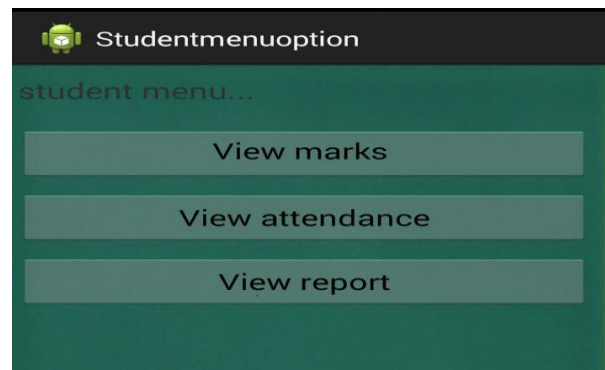 Studentmenuoption
student menu...
View marks
View attendance
View report